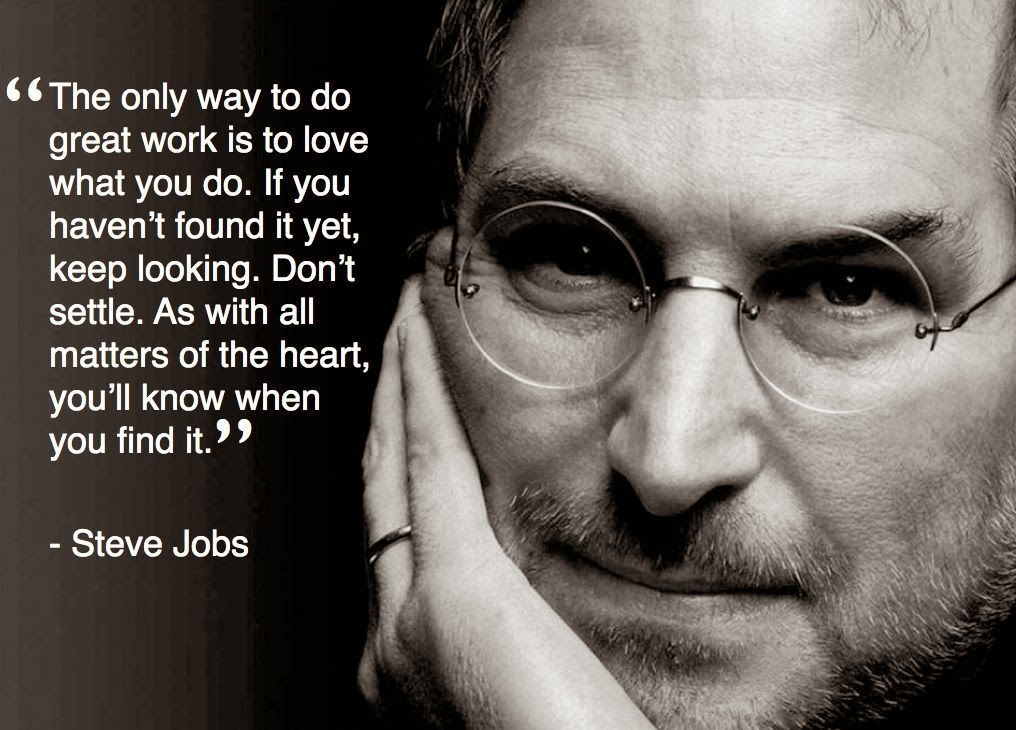 “The only way to do
great work is to love
what you do. If you
haven’t found it yet,
keep looking. Don’t
settle. As with all
matters of the heart,
you’ll know when
you find it.”
- Steve Jobs